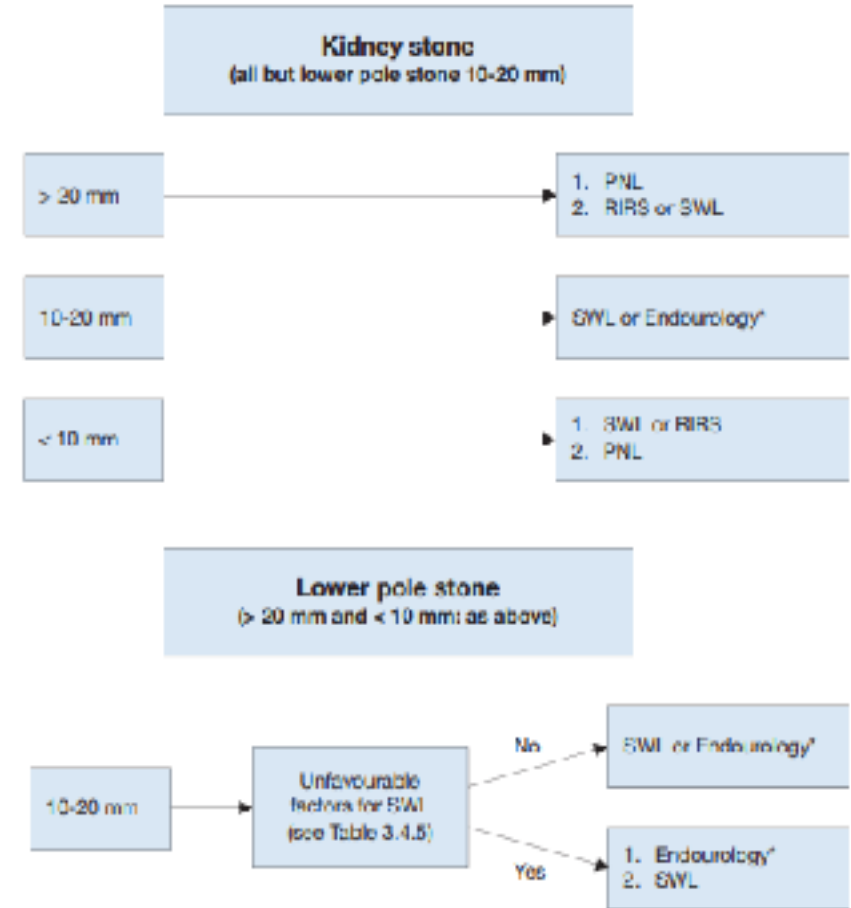 Kidney stone
(all but lower pole stone 10-20 mm)
> 20 mm
1. PNL
2. RIRS or SWL
10-20 mm
SWL or Endourology*
< 10 mm
1. SWL or RIRS
2. PNL
Lower pole stone
(> 20 mm and < 10 mm: as above)
No
SWL or Endourology*
10-20 mm
Unfavourable
factors for SWL
(see Table 3.4.5)
Yes
1. Endourology*
2. SWL